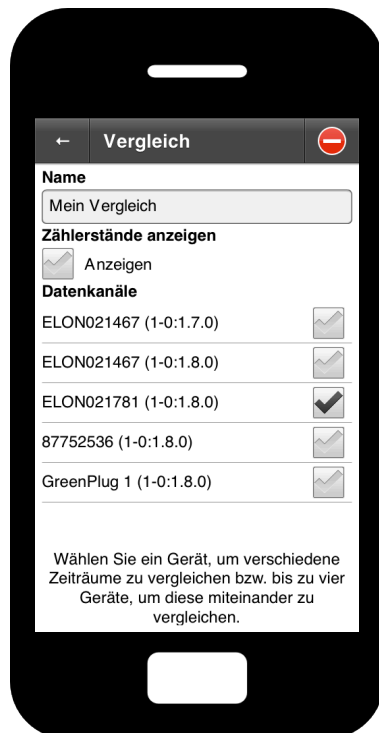 ← Vergleich
Name
Mein Vergleich
Zählerstände anzeigen
Anzeigen
Datenkanäle
ELON021467 (1-0:1.7.0)
ELON021467 (1-0:1.8.0)
ELON021781 (1-0:1.8.0)
87752536 (1-0:1.8.0)
GreenPlug 1 (1-0:1.8.0)
Wählen Sie ein Gerät, um verschiedene
Zeiträume zu vergleichen bzw. bis zu vier
Geräte, um diese miteinander zu
vergleichen.